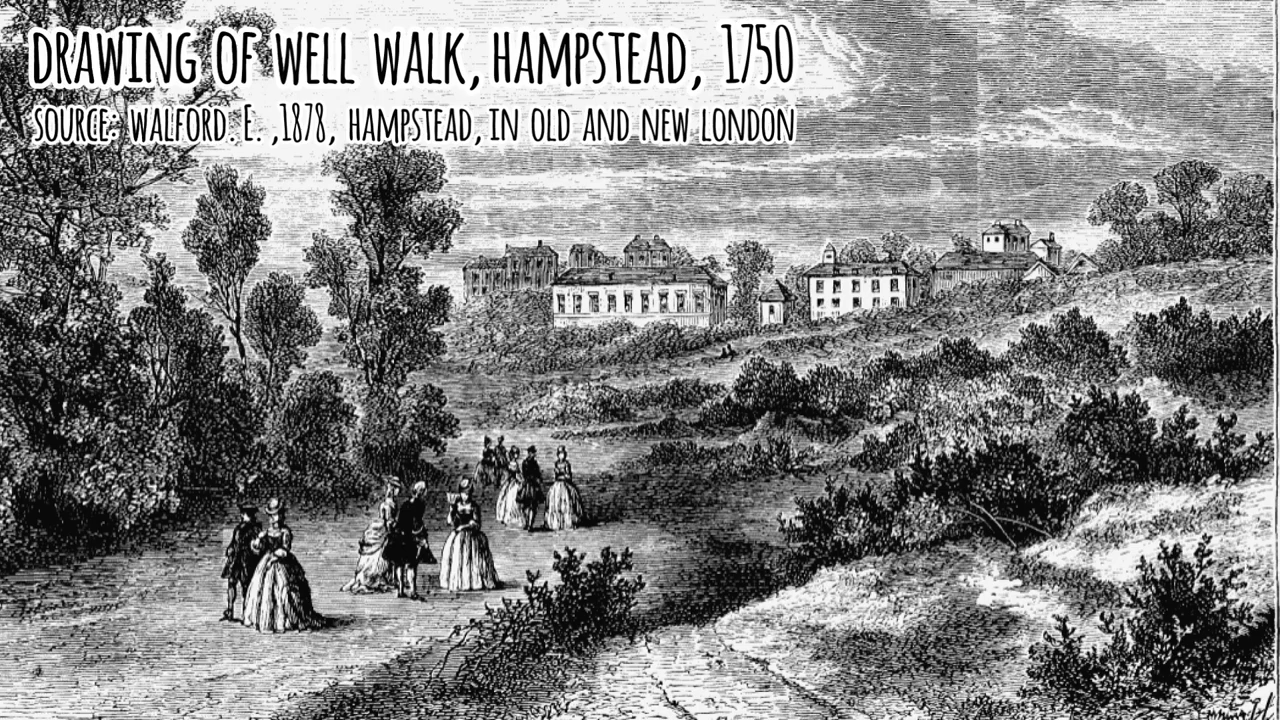 DRAWING OF WELL WALK, HAMPSTEAD, 1750
SOURCE: WALFORD. E. ,1878, HAMPSTEAD, IN OLD AND NEW LONDON